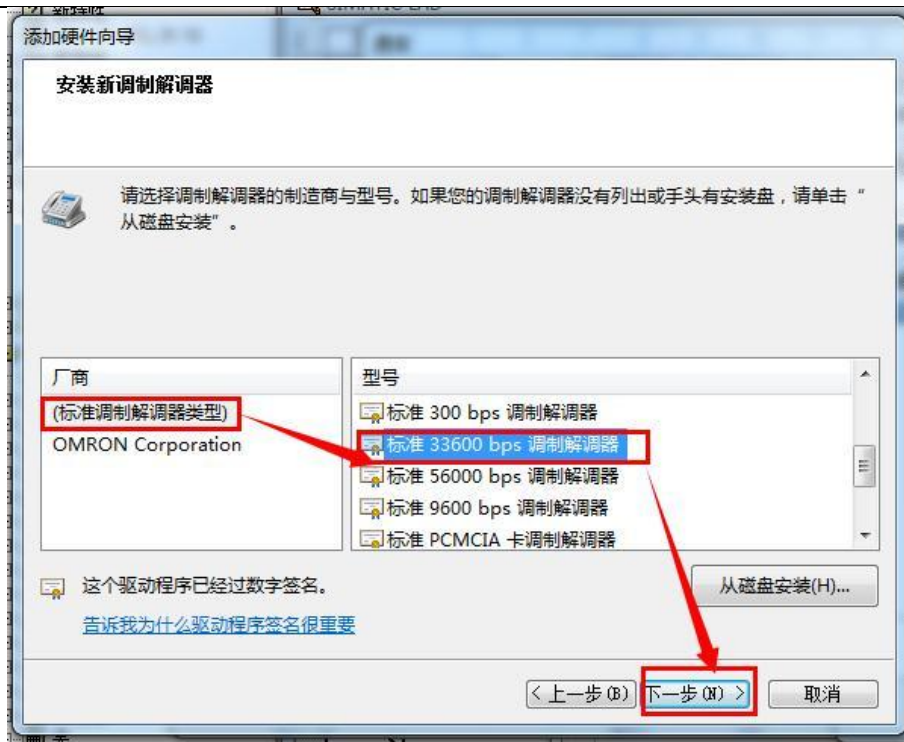 新特性
SIMATIC LAD
添加硬件向导
安装新调制解调器
请选择调制解调器的制造商与型号。如果您的调制解调器没有列出或手头有安装盘，请单击“
从磁盘安装”。
厂商
型号
(标准调制解调器类型)
标准 300 bps 调制解调器
OMRON Corporation
标准 33600 bps 调制解调器
标准 56000 bps 调制解调器
标准 9600 bps 调制解调器
标准 PCMCIA 卡调制解调器
这个驱动程序已经过数字签名。
从磁盘安装(H)...
告诉我为什么驱动程序签名很重要
< 上一步(B)
下一步(N) >
取消